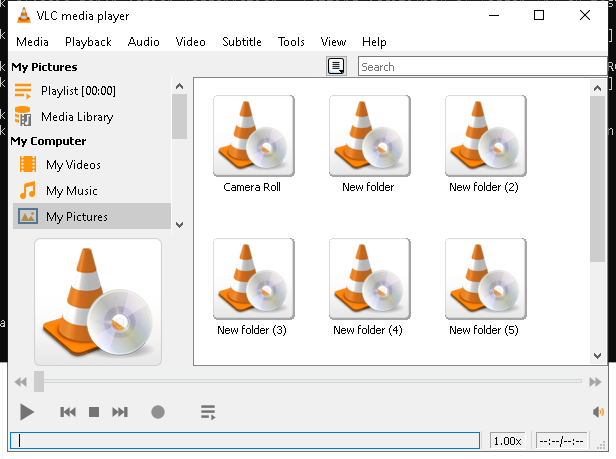 VLC media player
Media Playback Audio Video Subtitle Tools View Help
My Pictures
Search
Playlist [00:00]
Media Library
My Computer
My Videos
My Music
My Pictures
Camera Roll New folder New folder (2)
New folder (3) New folder (4) New folder (5)
1.00x --:--/--:--